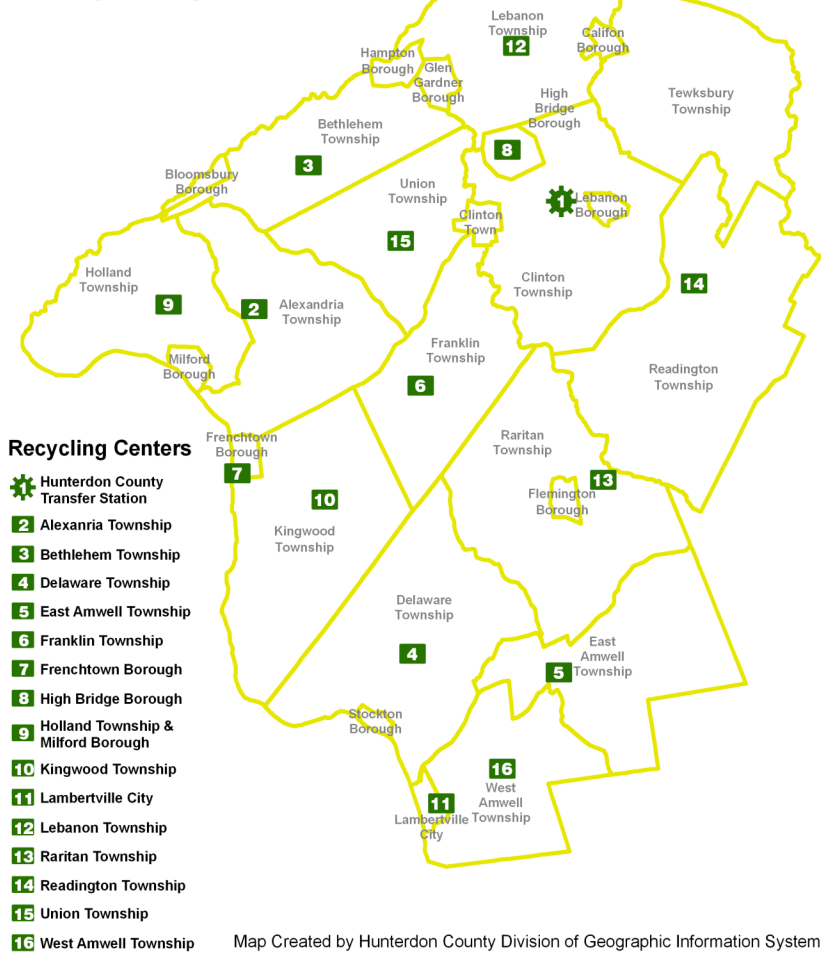 Lebanon
Township
12
Califon
Borough
Hampton
Borough
Glen
Gardner
Borough
High
Bridge
Borough
Tewksbury
Township
Bethlehem
Township
3
8
Bloomsbury
Borough
Union
Township
15
Clinton
Town
1
Lebanon
Borough
Holland
Township
9
2
Alexandria
Township
Clinton
Township
14
Milford
Borough
Franklin
Township
6
Readington
Township
Frenchtown
Borough
7
Raritan
Township
13
Flemington
Borough
10
Kingwood
Township
Delaware
Township
4
East
Amwell
Township
5
Stockton
Borough
16
West
Amwell
Township
11
Lambertville
City
Recycling Centers
1 Hunterdon County
Transfer Station
2 Alexanria Township
3 Bethlehem Township
4 Delaware Township
5 East Amwell Township
6 Franklin Township
7 Frenchtown Borough
8 High Bridge Borough
9 Holland Township &
Milford Borough
10 Kingwood Township
11 Lambertville City
12 Lebanon Township
13 Raritan Township
14 Readington Township
15 Union Township
16 West Amwell Township
Map Created by Hunterdon County Division of Geographic Information System